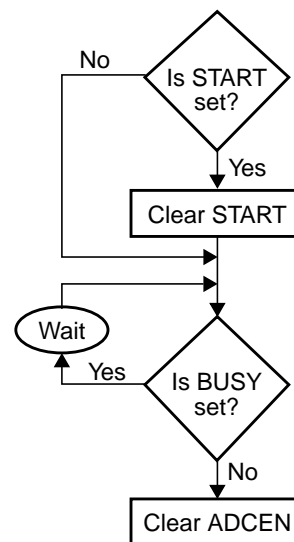 No
Is START
set?
Yes
Clear START
Wait
Yes
Is BUSY
set?
No
Clear ADCEN